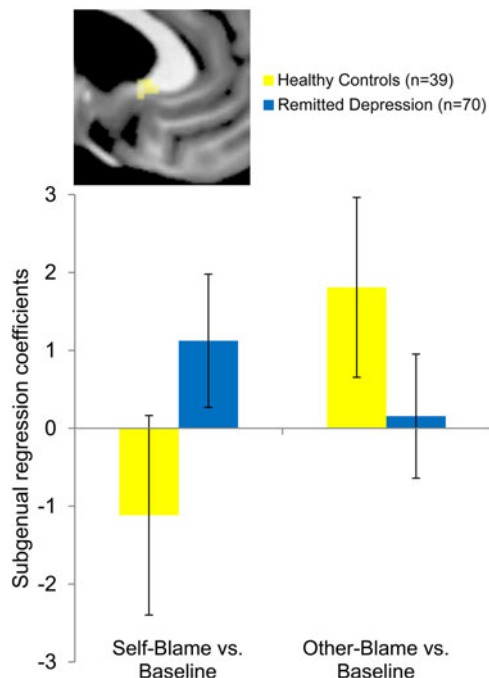 Healthy Controls (n=39)
Remitted Depression (n=70)
Subgenual regression coefficients
3
2
1
0
-1
-2
-3
Self-Blame vs.
Baseline
Other-Blame vs.
Baseline